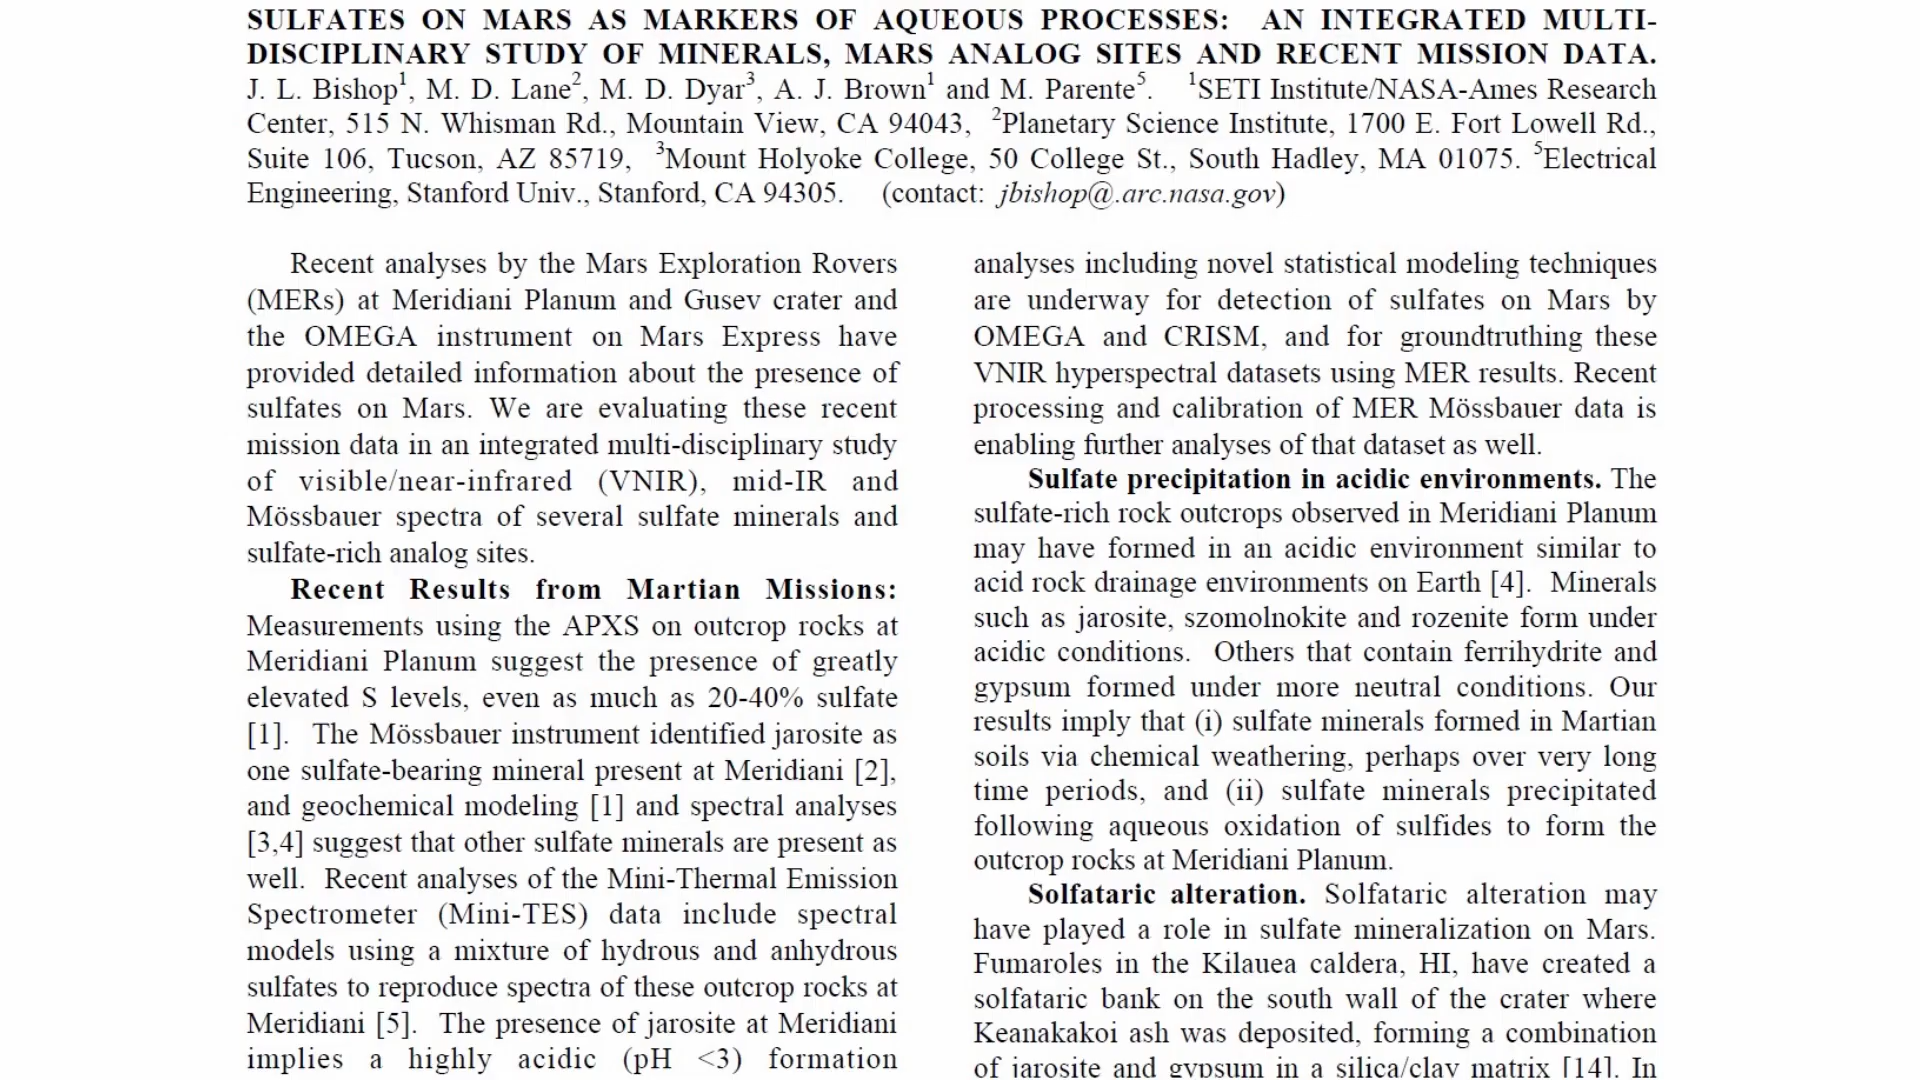 SULFATES ON MARS AS MARKERS OF AQUEOUS PROCESSES: AN INTEGRATED MULTI-
DISCIPLINARY STUDY OF MINERALS, MARS ANALOG SITES AND RECENT MISSION DATA.
J. L. Bishop1, M. D. Lane2, M. D. Dyar3, A. J. Brown1 and M. Parente5. 1SETI Institute/NASA-Ames Research
Center, 515 N. Whisman Rd., Mountain View, CA 94043, 2Planetary Science Institute, 1700 E. Fort Lowell Rd.,
Suite 106, Tucson, AZ 85719, 3Mount Holyoke College, 50 College St., South Hadley, MA 01075. 5Electrical
Engineering, Stanford Univ., Stanford, CA 94305. (contact: jbishop@.arc.nasa.gov)
Recent analyses by the Mars Exploration Rovers
(MERs) at Meridiani Planum and Gusev crater and
the OMEGA instrument on Mars Express have
provided detailed information about the presence of
sulfates on Mars. We are evaluating these recent
mission data in an integrated multi-disciplinary study
of visible/near-infrared (VNIR), mid-IR and
Mössbauer spectra of several sulfate minerals and
sulfate-rich analog sites.
Recent Results from Martian Missions:
Measurements using the APXS on outcrop rocks at
Meridiani Planum suggest the presence of greatly
elevated S levels, even as much as 20-40% sulfate
[1]. The Mössbauer instrument identified jarosite as
one sulfate-bearing mineral present at Meridiani [2],
and geochemical modeling [1] and spectral analyses
[3,4] suggest that other sulfate minerals are present as
well. Recent analyses of the Mini-Thermal Emission
Spectrometer (Mini-TES) data include spectral
models using a mixture of hydrous and anhydrous
sulfates to reproduce spectra of these outcrop rocks at
Meridiani [5]. The presence of jarosite at Meridiani
implies a highly acidic (pH <3) formation
analyses including novel statistical modeling techniques
are underway for detection of sulfates on Mars by
OMEGA and CRISM, and for groundtruthing these
VNIR hyperspectral datasets using MER results. Recent
processing and calibration of MER Mössbauer data is
enabling further analyses of that dataset as well.
Sulfate precipitation in acidic environments. The
sulfate-rich rock outcrops observed in Meridiani Planum
may have formed in an acidic environment similar to
acid rock drainage environments on Earth [4]. Minerals
such as jarosite, szomolnokite and rozenite form under
acidic conditions. Others that contain ferrihydrite and
gypsum formed under more neutral conditions. Our
results imply that (i) sulfate minerals formed in Martian
soils via chemical weathering, perhaps over very long
time periods, and (ii) sulfate minerals precipitated
following aqueous oxidation of sulfides to form the
outcrop rocks at Meridiani Planum.
Solfataric alteration. Solfataric alteration may
have played a role in sulfate mineralization on Mars.
Fumaroles in the Kilauea caldera, HI, have created a
solfataric bank on the south wall of the crater where
Keanakakoi ash was deposited, forming a combination
of jarosite and gypsum in a silica/clay matrix [14]. In